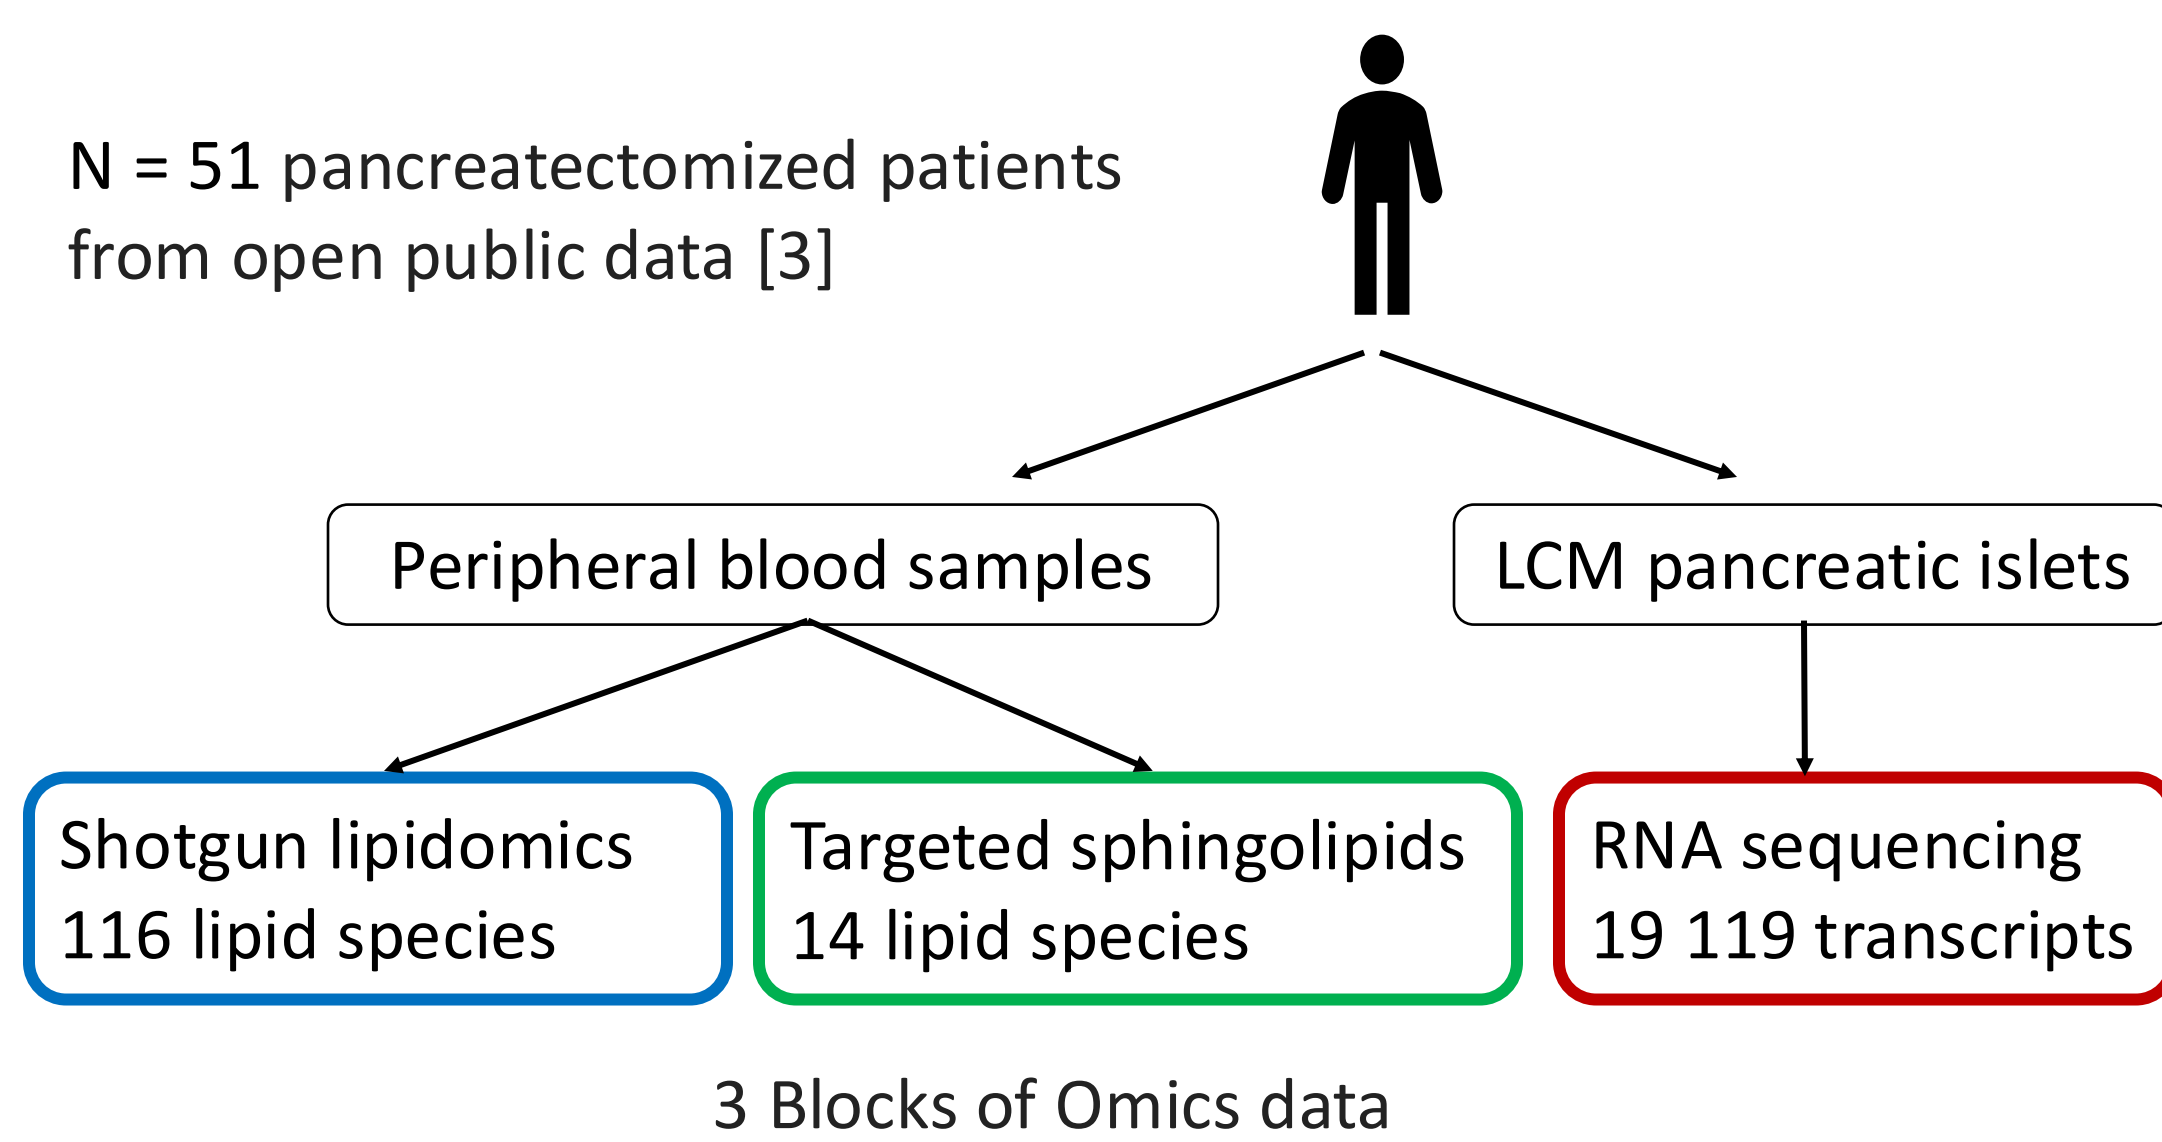 N = 51 pancreatectomized patients
from open public data [3]
Peripheral blood samples
LCM pancreatic islets
Shotgun lipidomics
116 lipid species
Targeted sphingolipids
14 lipid species
RNA sequencing
19 119 transcripts
3 Blocks of Omics data